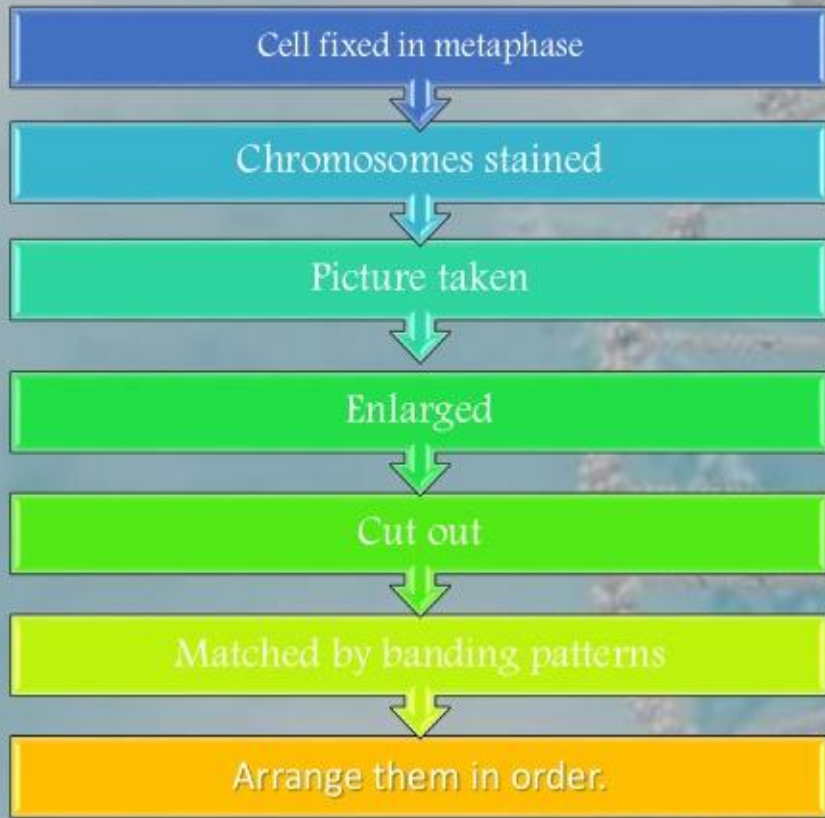 Cell fixed in metaphase
Chromosomes stained
Picture taken
Enlarged
Cut out
Matched by banding patterns
Arrange them in order.